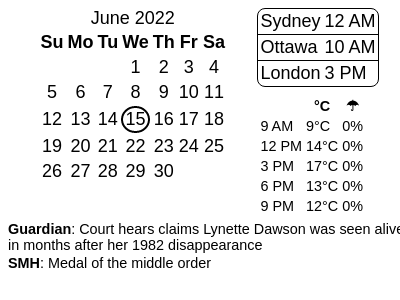 June 2022
Su Mo Tu We Th Fr Sa
1 2 3 4
5 6 7 8 9 10 11
12 13 14 15 16 17 18
19 20 21 22 23 24 25
26 27 28 29 30
Sydney 12 AM
Ottawa 10 AM
London 3 PM
°C ☂
9 AM 9°C 0%
12 PM 14°C 0%
3 PM 17°C 0%
6 PM 13°C 0%
9 PM 12°C 0%
Guardian: Court hears claims Lynette Dawson was seen alive
in months after her 1982 disappearance
SMH: Medal of the middle order